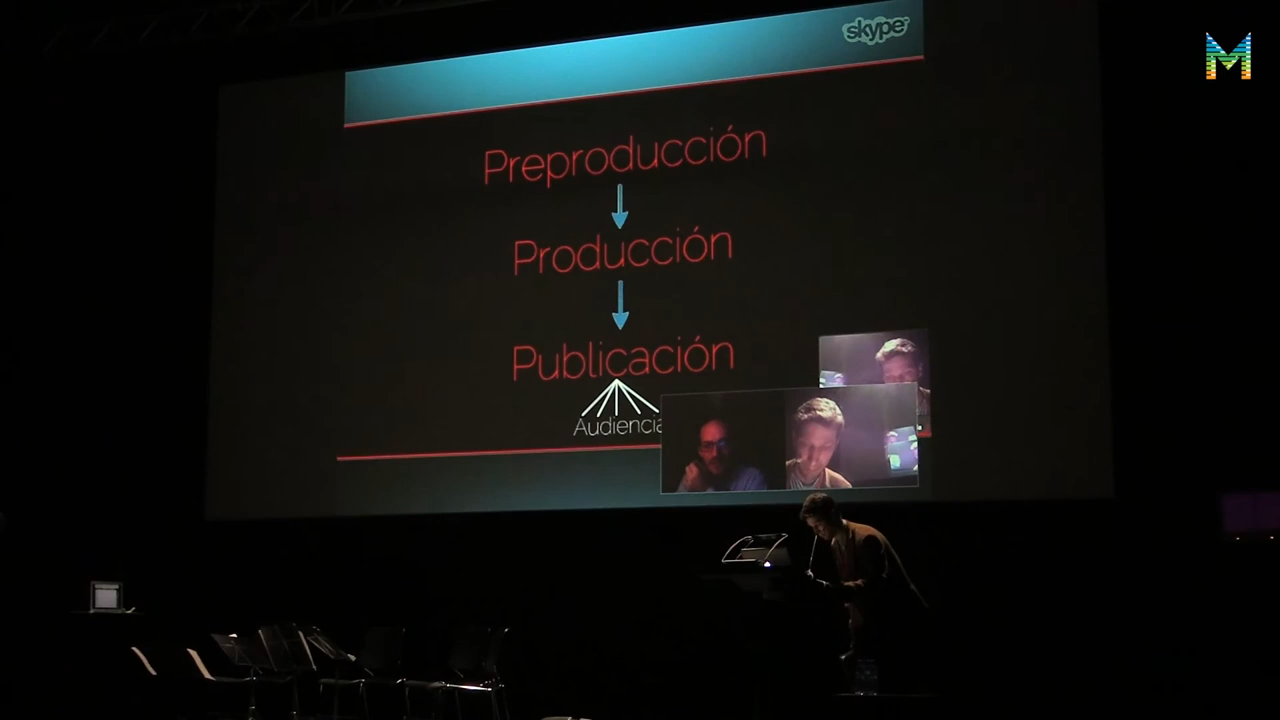 skype
Preproducción
Producción
Publicación
Audiencia